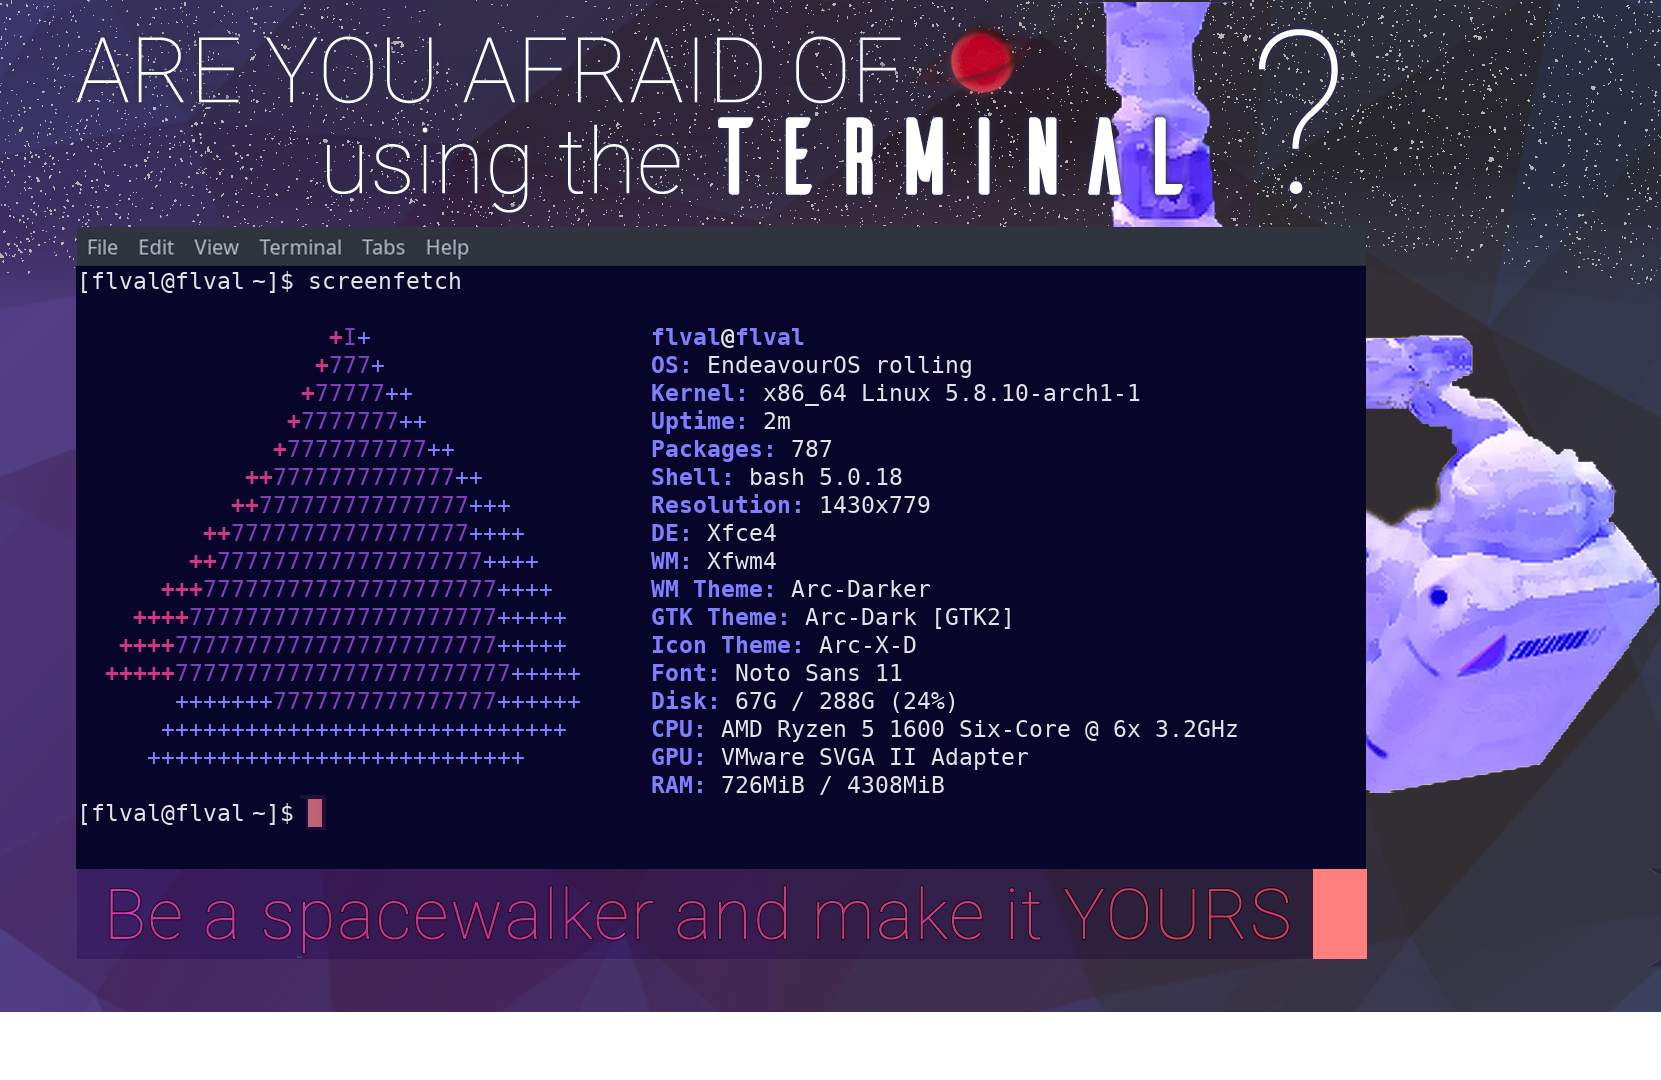 ARE YOU AFRAID OF
using the TERMINAL ?
File Edit View Terminal Tabs Help
[flval@flval ~]$ screenfetch
+I+ flval@flval
+777+ OS: EndeavourOS rolling
+77777++ Kernel: x86_64 Linux 5.8.10-arch1-1
+7777777++ Uptime: 2m
+7777777777++ Packages: 787
++7777777777777++ Shell: bash 5.0.18
++777777777777777+++ Resolution: 1430x779
++77777777777777777++++ DE: Xfce4
++7777777777777777777++++ WM: Xfwm4
+++777777777777777777777++++ WM Theme: Arc-Darker
++++7777777777777777777777+++++ GTK Theme: Arc-Dark [GTK2]
++++77777777777777777777777+++++ Icon Theme: Arc-X-D
+++++777777777777777777777777+++++ Font: Noto Sans 11
+++++++7777777777777777++++++ Disk: 67G / 288G (24%)
+++++++++++++++++++++++++++++ CPU: AMD Ryzen 5 1600 Six-Core @ 6x 3.2GHz
+++++++++++++++++++++++++++ GPU: VMware SVGA II Adapter
RAM: 726MiB / 4308MiB
[flval@flval ~]$
Be a spacewalker and make it YOURS